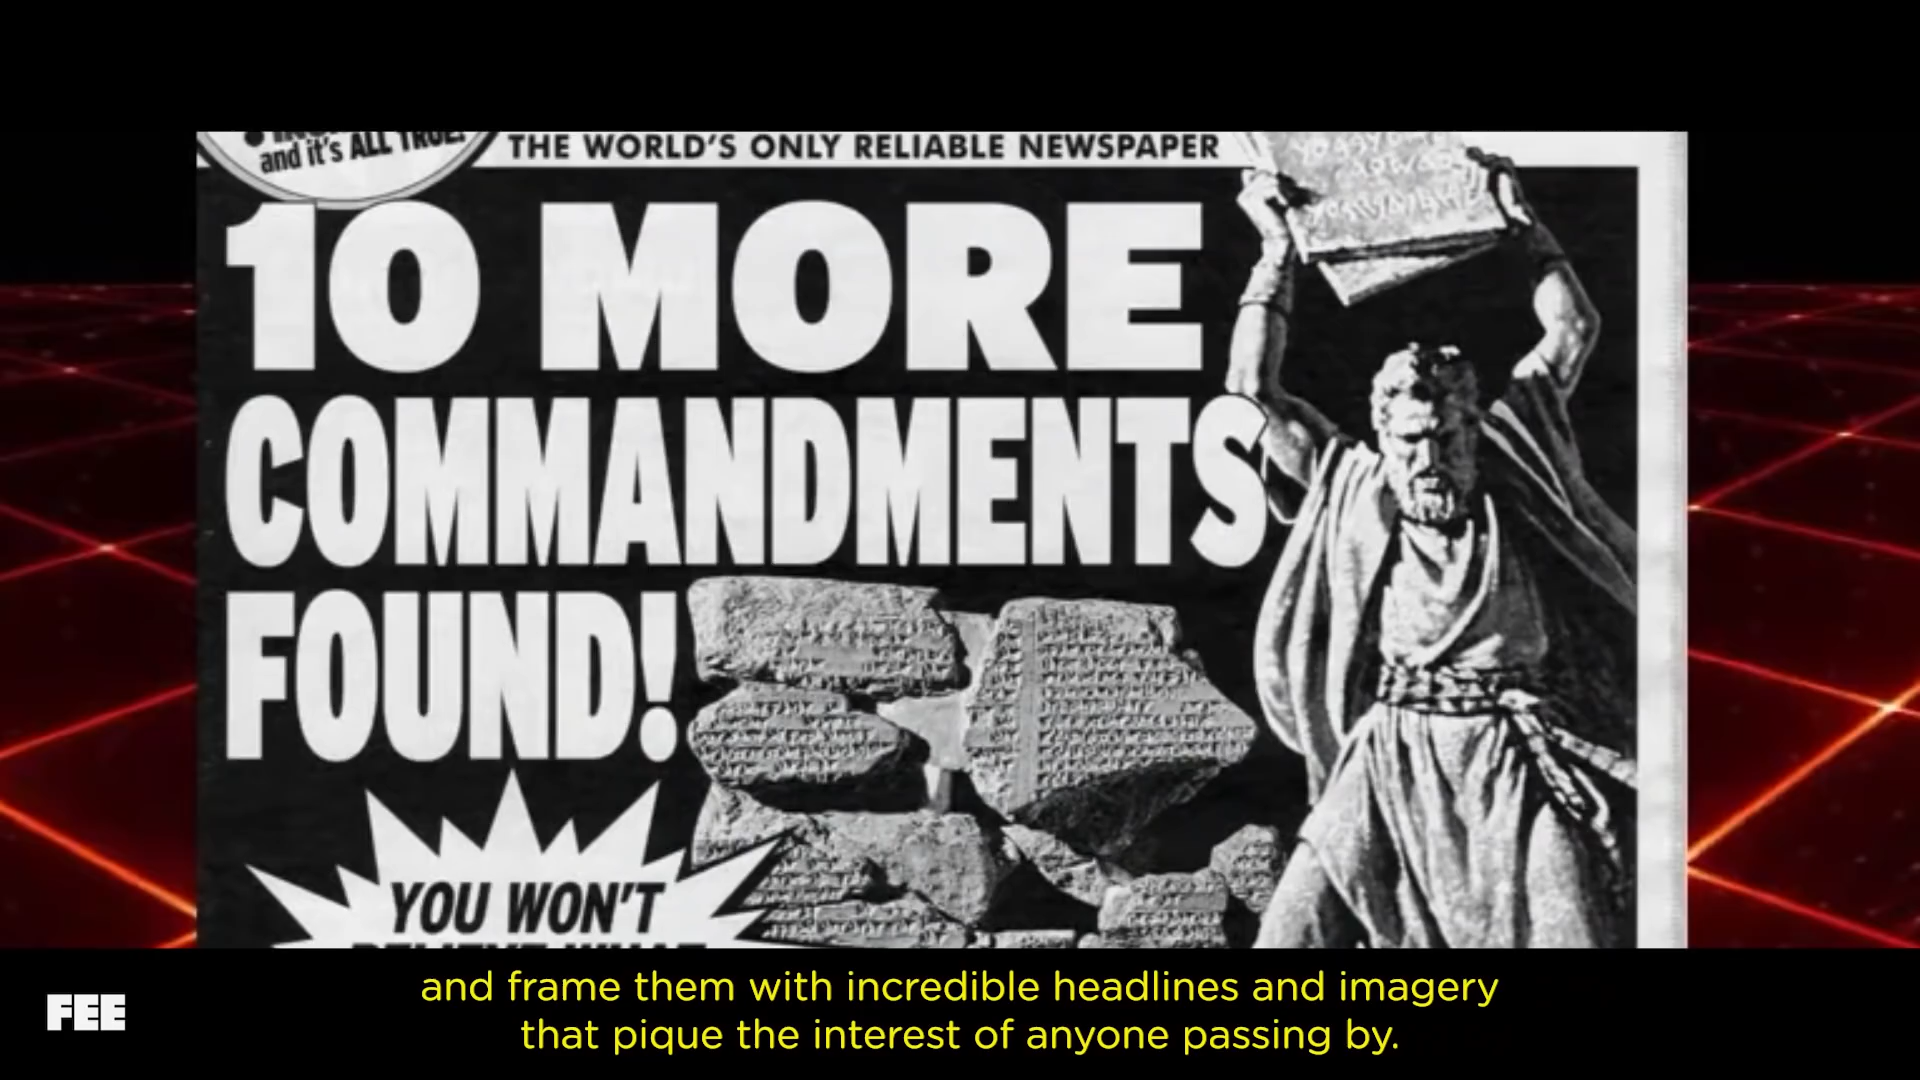 and it's ALL TRUE!
THE WORLD'S ONLY RELIABLE NEWSPAPER
10 MORE
COMMANDMENTS
FOUND!
YOU WON'T
and frame them with incredible headlines and imagery
that pique the interest of anyone passing by.
FEE